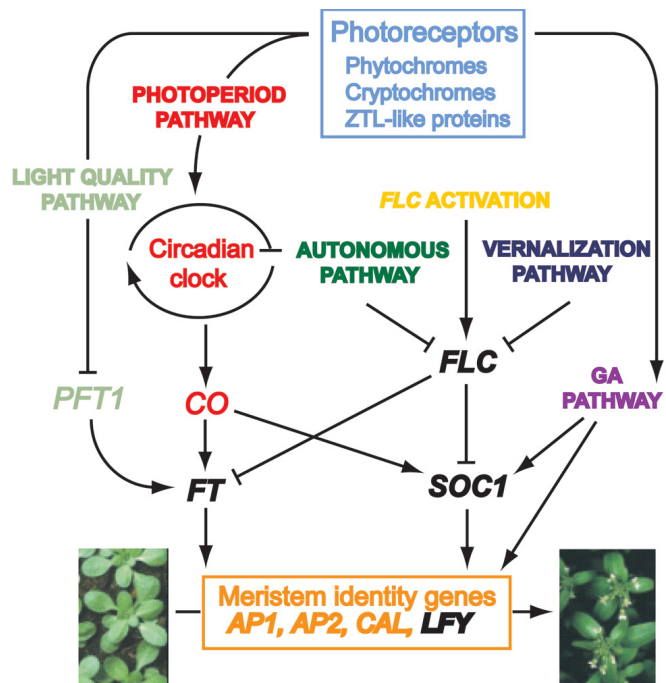 Photoreceptors
Phytochromes
Cryptochromes
ZTL-like proteins
PHOTOPERIOD
PATHWAY
LIGHT QUALITY
PATHWAY
FLC ACTIVATION
Circadian
clock
AUTONOMOUS
PATHWAY
VERNALIZATION
PATHWAY
FLC
GA
PATHWAY
PFT1
CO
FT
SOC1
Meristem identity genes
AP1, AP2, CAL, LFY